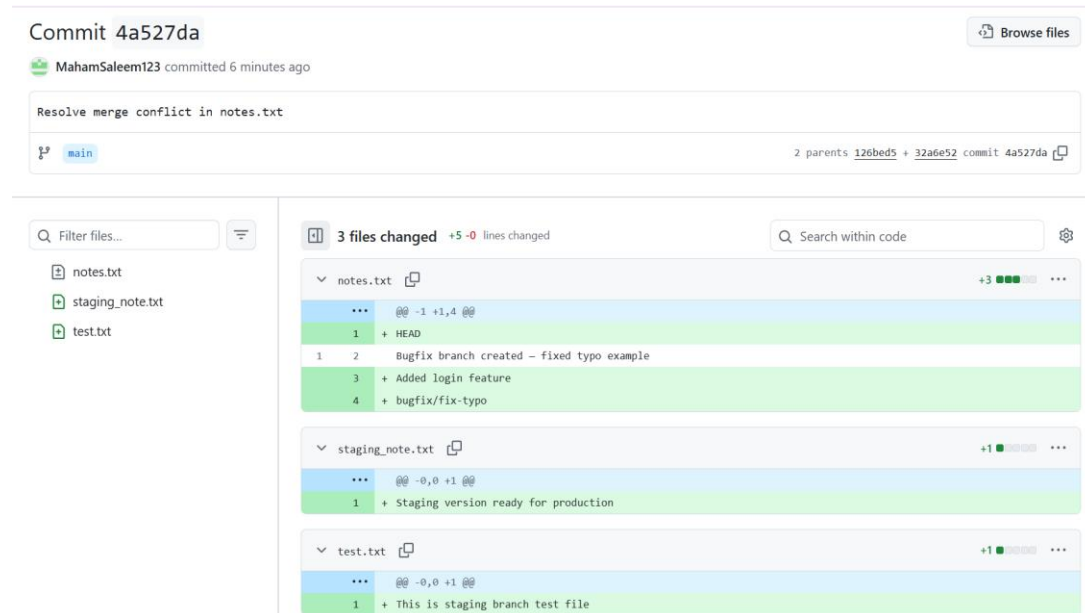 Commit 4a527da
Browse files
MahamSaleem123 committed 6 minutes ago
Resolve merge conflict in notes.txt
main
2 parents 126bed5 + 32a6e52 commit 4a527da
Filter files...
notes.txt
staging_note.txt
test.txt
3 files changed +5 -0 lines changed
Search within code
notes.txt +3
@@ -1 +1,4 @@
1 + HEAD
1 2 Bugfix branch created – fixed typo example
3 + Added login feature
4 + bugfix/fix-typo
staging_note.txt +1
@@ -0,0 +1 @@
1 + Staging version ready for production
test.txt +1
@@ -0,0 +1 @@
1 + This is staging branch test file